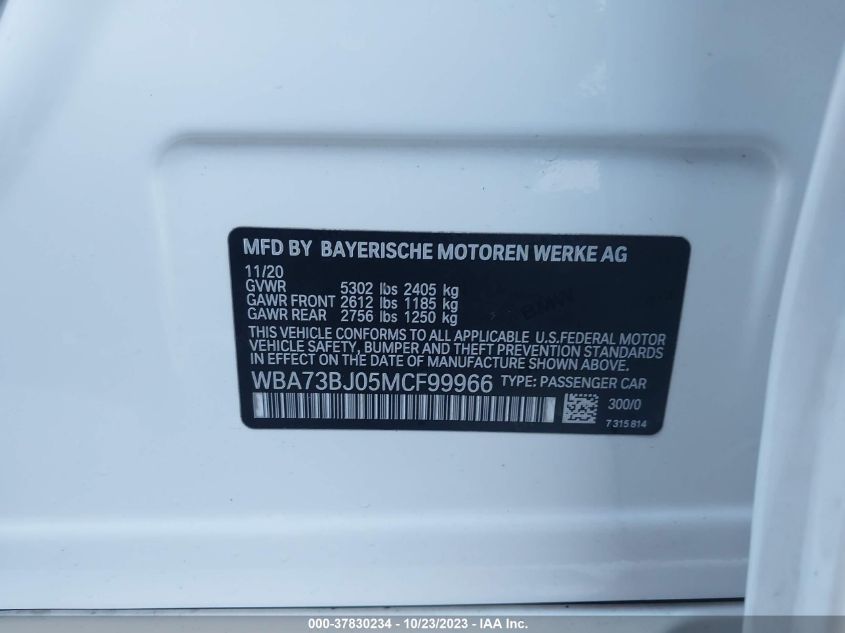 MFD BY BAYERISCHE MOTOREN WERKE AG
11/20
GVWR 5302 lbs 2405 kg
GAWR FRONT 2612 lbs 1185 kg
GAWR REAR 2756 lbs 1250 kg
THIS VEHICLE CONFORMS TO ALL APPLICABLE U.S.FEDERAL MOTOR
VEHICLE SAFETY, BUMPER AND THEFT PREVENTION STANDARDS
IN EFFECT ON THE DATE OF MANUFACTURE SHOWN ABOVE.
WBA73BJ05MCF99966 TYPE: PASSENGER CAR
300/0
7 315 814
000-37830234 - 10/23/2023 - IAA Inc.